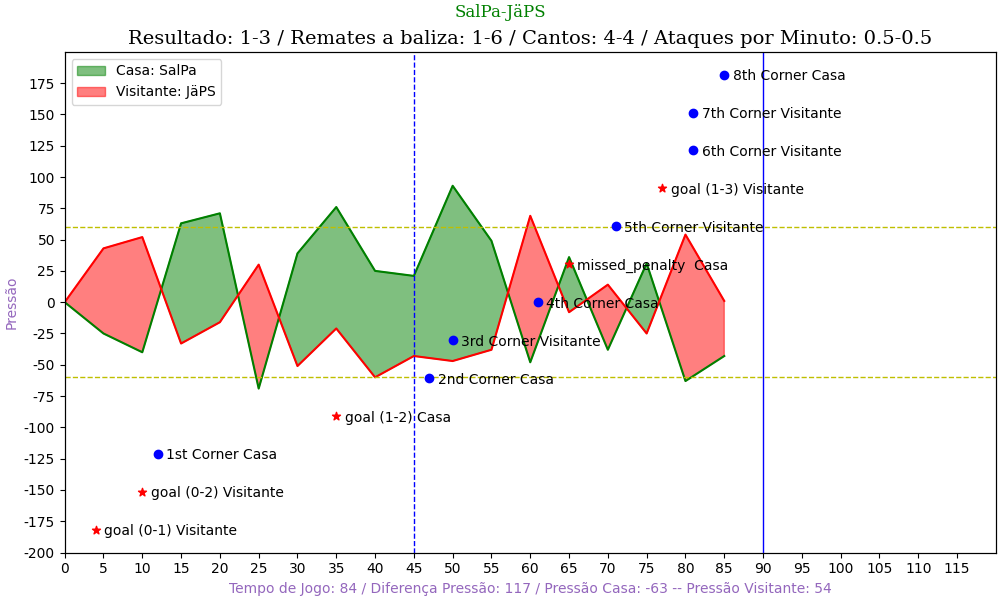 SalPa-JäPS
Resultado: 1-3 / Remates a baliza: 1-6 / Cantos: 4-4 / Ataques por Minuto: 0.5-0.5
Casa: SalPa
Visitante: JäPS
8th Corner Casa
7th Corner Visitante
6th Corner Visitante
goal (1-3) Visitante
5th Corner Visitante
missed_penalty  Casa
4th Corner Casa
3rd Corner Visitante
2nd Corner Casa
goal (1-2) Casa
1st Corner Casa
goal (0-2) Visitante
goal (0-1) Visitante
Pressão
175
150
125
100
75
50
25
0
-25
-50
-75
-100
-125
-150
-175
-200
0 5 10 15 20 25 30 35 40 45 50 55 60 65 70 75 80 85 90 95 100 105 110 115
Tempo de Jogo: 84 / Diferença Pressão: 117 / Pressão Casa: -63 -- Pressão Visitante: 54